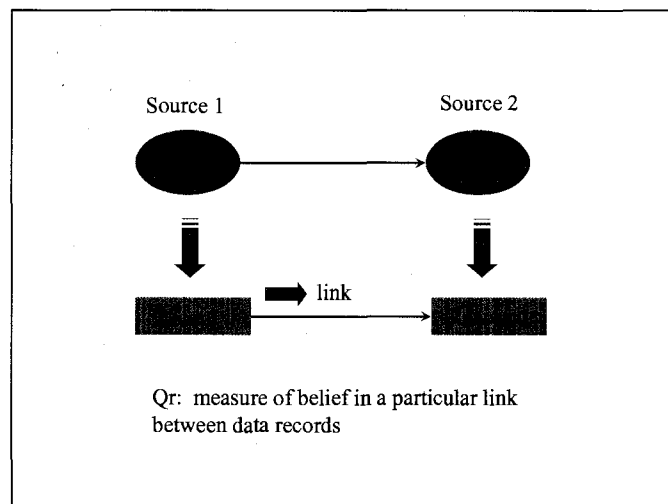 Source 1
Source 2
link
Qr: measure of belief in a particular link
between data records